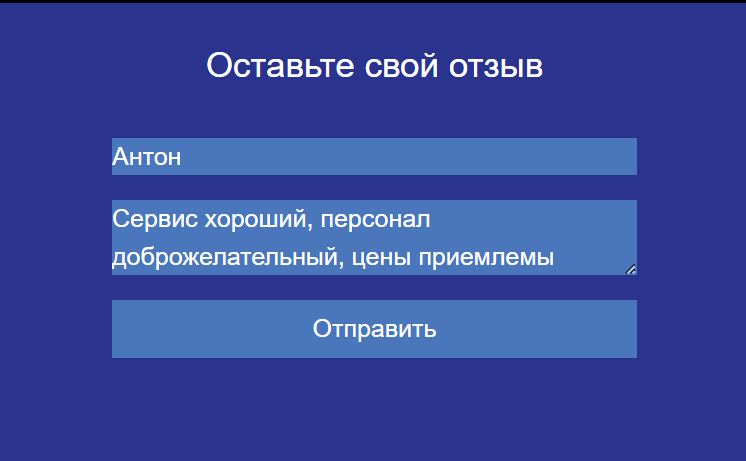 Оставьте свой отзыв
Антон
Сервис хороший, персонал
доброжелательный, цены приемлемы
Отправить